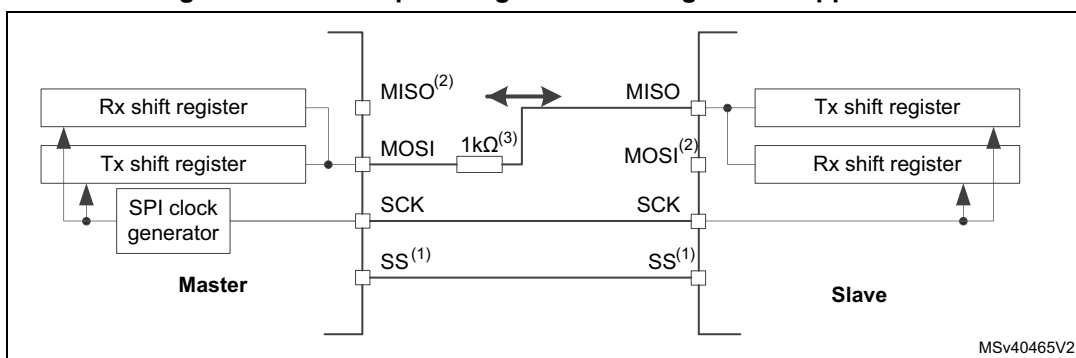 MISO(2)
MISO
Rx shift register
Tx shift register
MOSI
1kΩ(3)
MOSI(2)
Tx shift register
Rx shift register
SPI clock
generator
SCK
SCK
SS(1)
SS(1)
Master
Slave
MSv40465V2